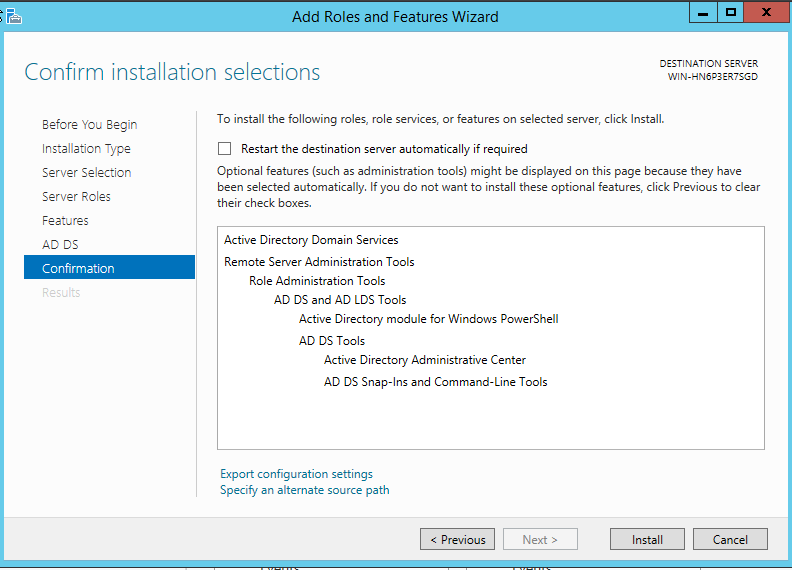 Add Roles and Features Wizard
Confirm installation selections
DESTINATION SERVER
WIN-HN6P3ER7SGD
Before You Begin
Installation Type
Server Selection
Server Roles
Features
AD DS
Confirmation
Results
To install the following roles, role services, or features on selected server, click Install.
Restart the destination server automatically if required
Optional features (such as administration tools) might be displayed on this page because they have
been selected automatically. If you do not want to install these optional features, click Previous to clear
their check boxes.
Active Directory Domain Services
Remote Server Administration Tools
Role Administration Tools
AD DS and AD LDS Tools
Active Directory module for Windows PowerShell
AD DS Tools
Active Directory Administrative Center
AD DS Snap-Ins and Command-Line Tools
Export configuration settings
Specify an alternate source path
< Previous
Next >
Install
Cancel